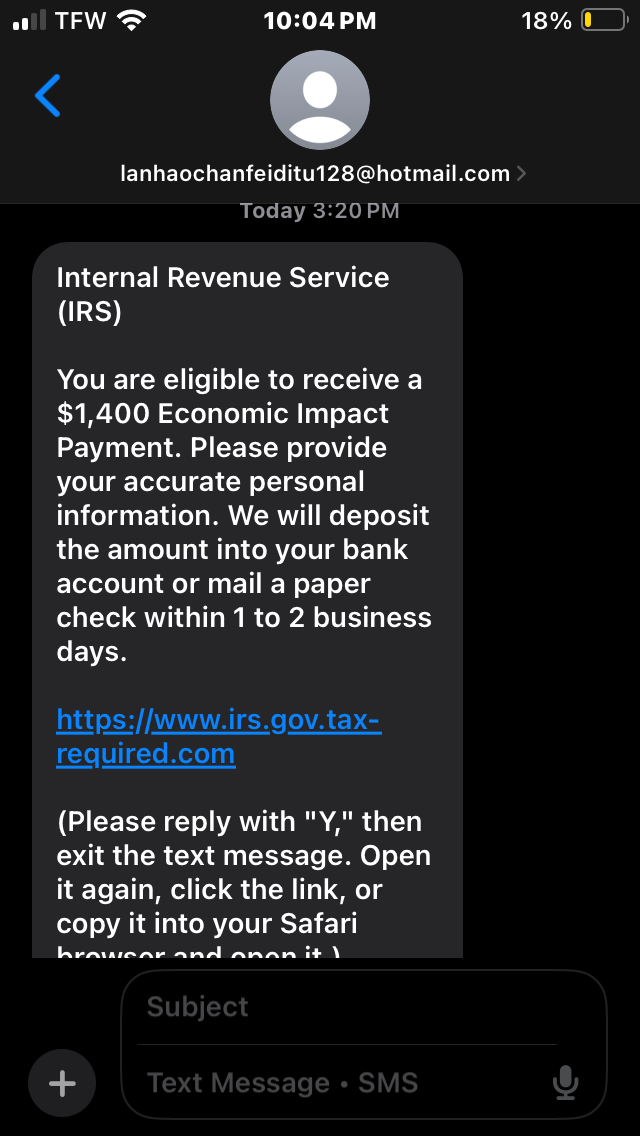 TFW 10:04 PM 18%
lanhaochanfeiditu128@hotmail.com
Today 3:20 PM
Internal Revenue Service
(IRS)
You are eligible to receive a
$1,400 Economic Impact
Payment. Please provide
your accurate personal
information. We will deposit
the amount into your bank
account or mail a paper
check within 1 to 2 business
days.
https://www.irs.gov.tax-
required.com
(Please reply with "Y," then
exit the text message. Open
it again, click the link, or
copy it into your Safari
browser and open it.)
Subject
Text Message • SMS